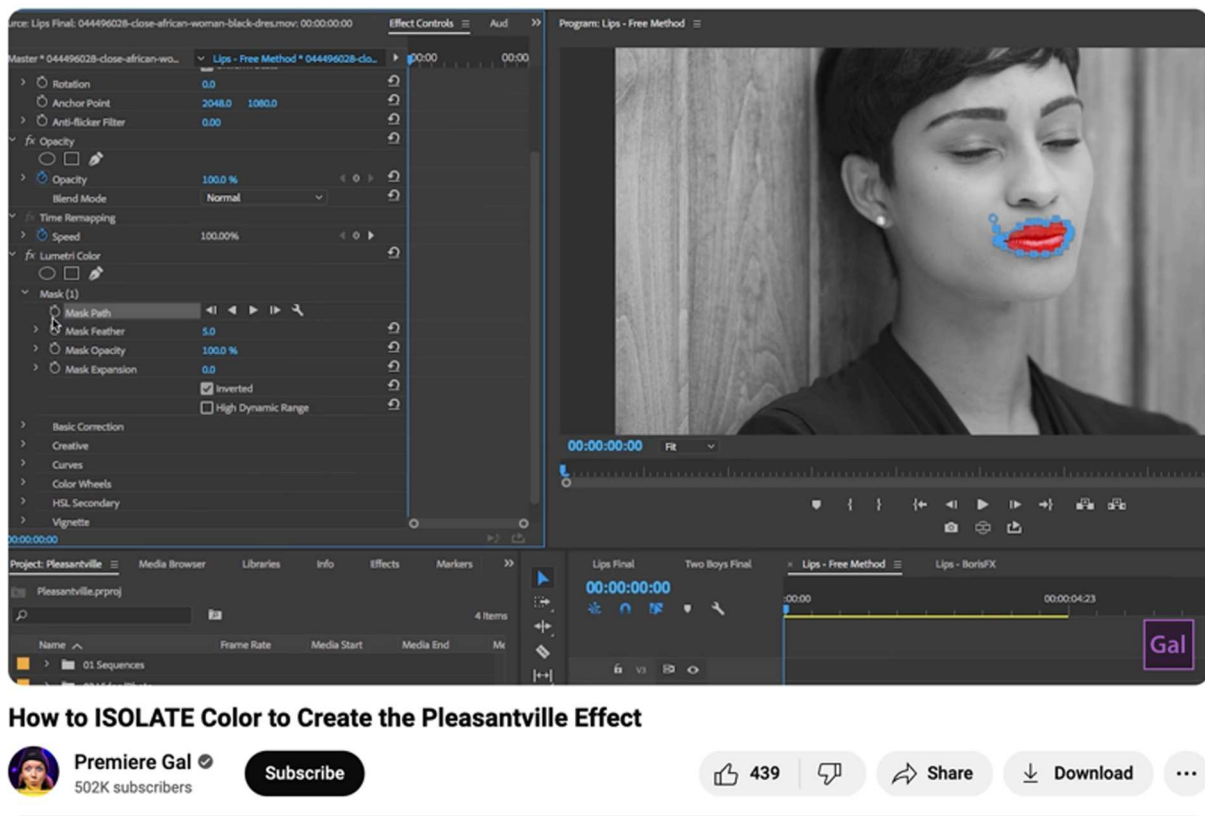 urce: Lips Final: 044496028-close-african-woman-black-dres.mov: 00:00:00:00
Effect Controls
Aud
Program: Lips - Free Method
Master * 044496028-close-african-wo...
Lips - Free Method * 044496028-clo...
00:00
00:00
Rotation
0.0
Anchor Point
2048.0 1080.0
Anti-flicker Filter
0.00
fx Opacity
Opacity
100.0 %
Blend Mode
Normal
Time Remapping
Speed
100.00%
fx Lumetri Color
Mask (1)
Mask Path
Mask Feather
5.0
Mask Opacity
100.0 %
Mask Expansion
0.0
Inverted
High Dynamic Range
Basic Correction
Creative
Curves
Color Wheels
HSL Secondary
Vignette
00:00:00:00
00:00:00:00
Fit
Project: Pleasantville
Media Browser
Libraries
Info
Effects
Markers
Pleasantville.prproj
4 Items
Name
Frame Rate
Media Start
Media End
Me
01 Sequences
Lips Final
Two Boys Final
× Lips - Free Method
Lips - BorisFX
00:00:00:00
:00:00
00:00:04:23
V3
Gal
How to ISOLATE Color to Create the Pleasantville Effect
Premiere Gal
502K subscribers
Subscribe
439
Share
Download